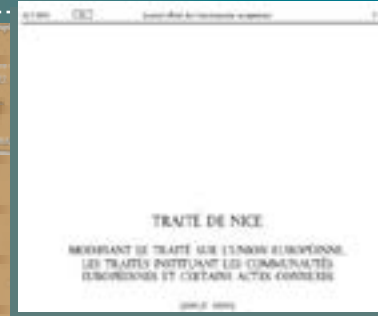 TRAITÉ DE NICE
MODIFIANT LE TRAITÉ SUR L'UNION EUROPÉENNE,
LES TRAITÉS INSTITUANT LES COMMUNAUTÉS
EUROPÉENNES ET CERTAINS ACTES CONNEXES